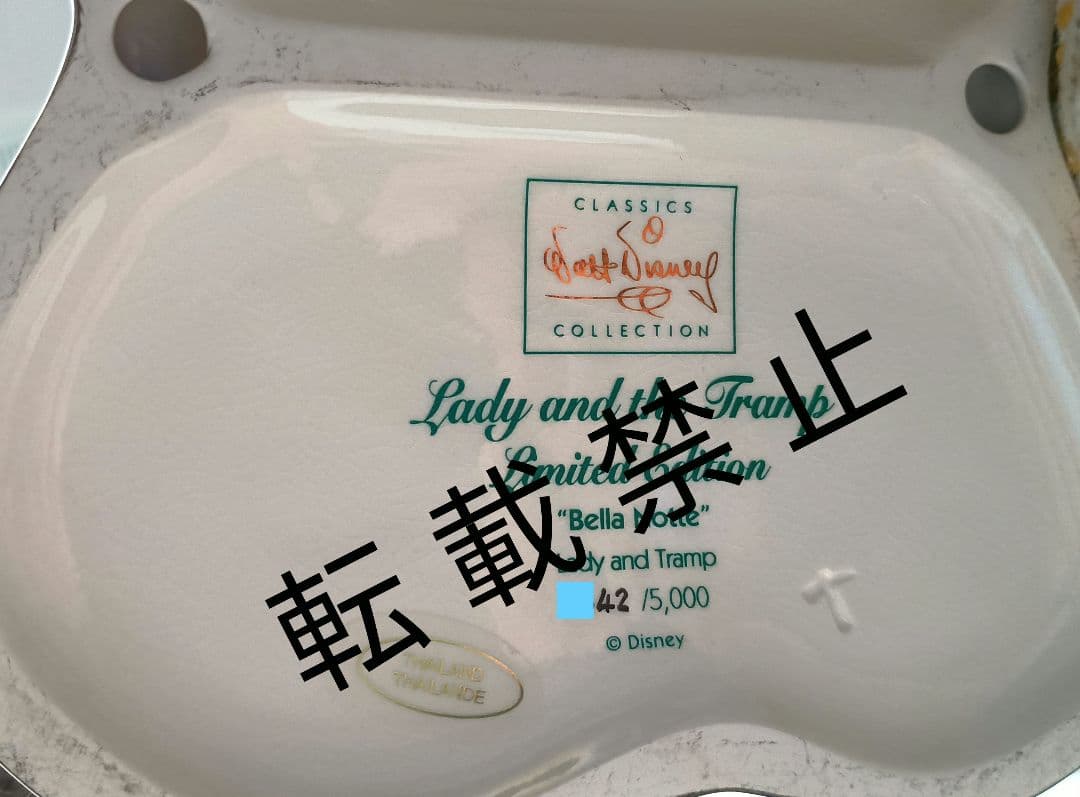 CLASSICS
Walt Disney
COLLECTION
Lady and the Tramp
Limited Edition
"Bella Notte"
Lady and Tramp
42 /5,000
© Disney
THAILAND
THAILANDE
転載禁止